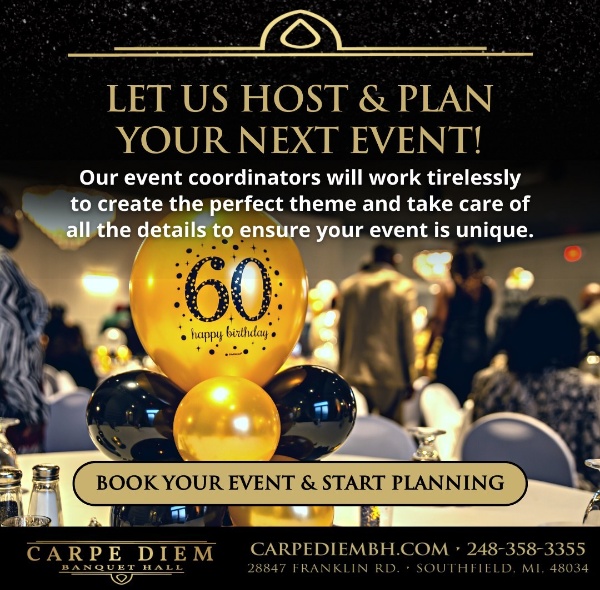 LET US HOST & PLAN
YOUR NEXT EVENT!
Our event coordinators will work tirelessly
to create the perfect theme and take care of
all the details to ensure your event is unique.
60
happy birthday
BOOK YOUR EVENT & START PLANNING
CARPE DIEM
BANQUET HALL
CARPEDIEMBH.COM • 248-358-3355
28847 FRANKLIN RD. • SOUTHFIELD, MI. 48034